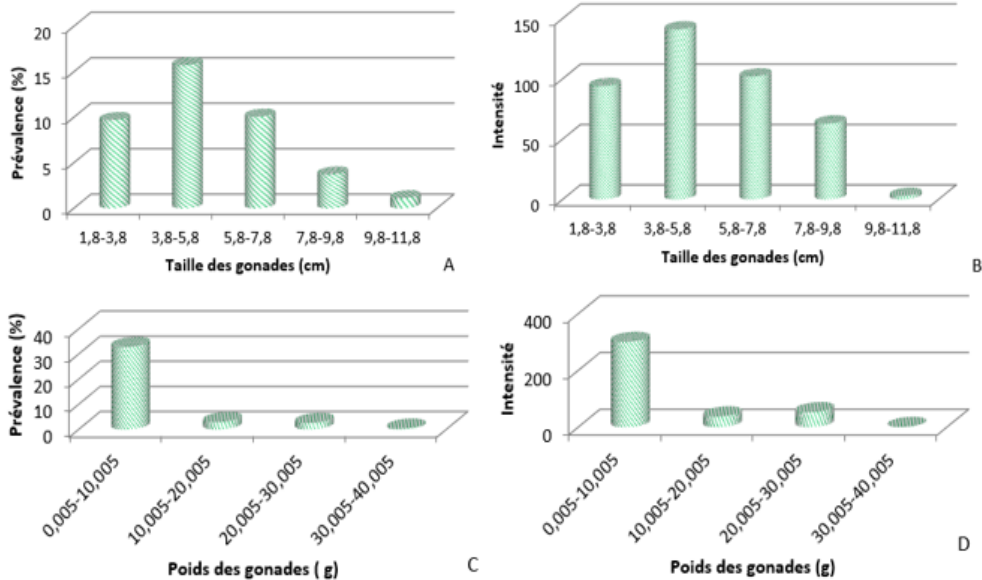 Prévalence (%)
20
15
10
5
0
1,8-3,8 3,8-5,8 5,8-7,8 7,8-9,8 9,8-11,8
Taille des gonades (cm)
A
Intensité
150
100
50
0
1,8-3,8 3,8-5,8 5,8-7,8 7,8-9,8 9,8-11,8
Taille des gonades (cm)
B
Prévalence (%)
40
30
20
10
0
0,005-10,005 10,005-20,005 20,005-30,005 30,005-40,005
Poids des gonades ( g)
C
Intensité
400
200
0
0,005-10,005 10,005-20,005 20,005-30,005 30,005-40,005
Poids des gonades (g)
D